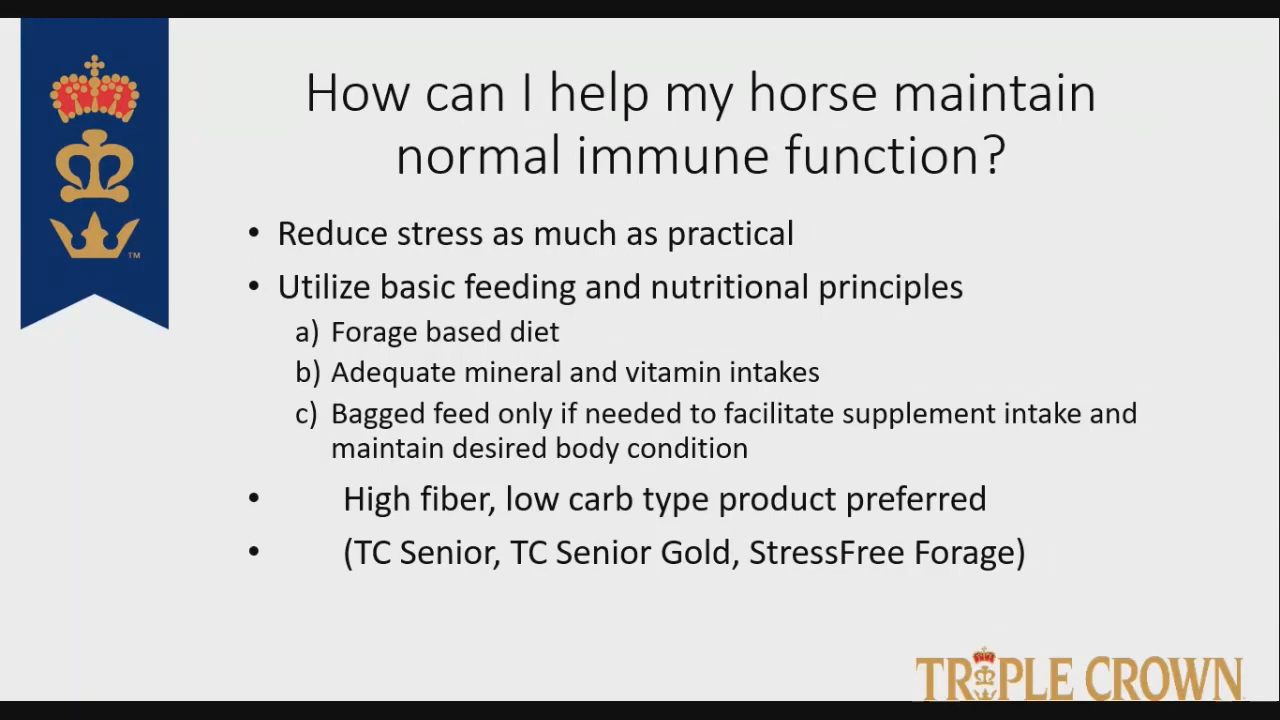 How can I help my horse maintain
normal immune function?
• Reduce stress as much as practical
• Utilize basic feeding and nutritional principles
a) Forage based diet
b) Adequate mineral and vitamin intakes
c) Bagged feed only if needed to facilitate supplement intake and
maintain desired body condition
• High fiber, low carb type product preferred
• (TC Senior, TC Senior Gold, StressFree Forage)
TM
TRIPLE CROWN